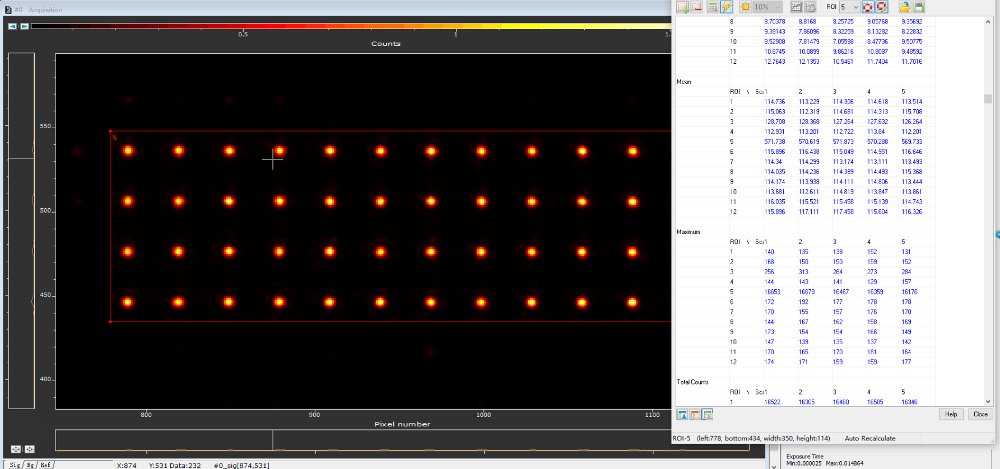 #0 Acquisition
0.5 1 1.
Counts
550
500
450
400
5
800 900 1000 1100
Pixel number
Sig Bg Ref X:874 Y:531 Data:232 #0_sig[874,531]
10% ROI 5
8 8.70378 8.8168 8.25725 9.05768 9.35692
9 9.39143 7.86096 8.32259 8.13282 8.22832
10 8.52908 7.81479 7.05598 8.47736 9.50775
11 10.8745 10.0899 9.86216 10.8087 9.48592
12 12.7643 12.1353 10.5461 11.7404 11.7016
Mean
ROI \ Sca1 2 3 4 5
1 114.736 113.229 114.306 114.618 113.514
2 115.063 112.319 114.681 114.313 115.708
3 128.708 128.368 127.264 127.632 126.264
4 112.931 113.201 112.722 113.84 112.201
5 571.738 570.619 571.873 570.288 569.733
6 115.896 116.438 115.049 114.951 116.646
7 114.34 114.299 113.174 113.111 113.493
8 114.035 114.236 114.389 114.493 115.368
9 114.174 113.938 114.111 114.806 113.444
10 113.681 112.611 114.819 113.847 113.861
11 116.035 115.521 115.458 115.139 114.743
12 115.896 117.111 117.458 115.604 116.326
Maximum
ROI \ Sca1 2 3 4 5
1 140 135 138 152 131
2 168 150 150 159 152
3 256 313 264 273 284
4 144 143 141 129 157
5 16653 16678 16467 16359 16176
6 172 192 177 178 178
7 170 155 157 176 170
8 144 167 162 158 169
9 173 154 154 166 149
10 147 139 135 137 142
11 170 165 170 181 164
12 174 171 159 159 177
Total Counts
ROI \ Sca1 2 3 4 5
1 16522 16305 16460 16505 16346
Help Close
ROI-5 (left:778, bottom:434, width:350, height:114) Auto Recalculate
Exposure Time
Min:0.000025 Max:0.014864